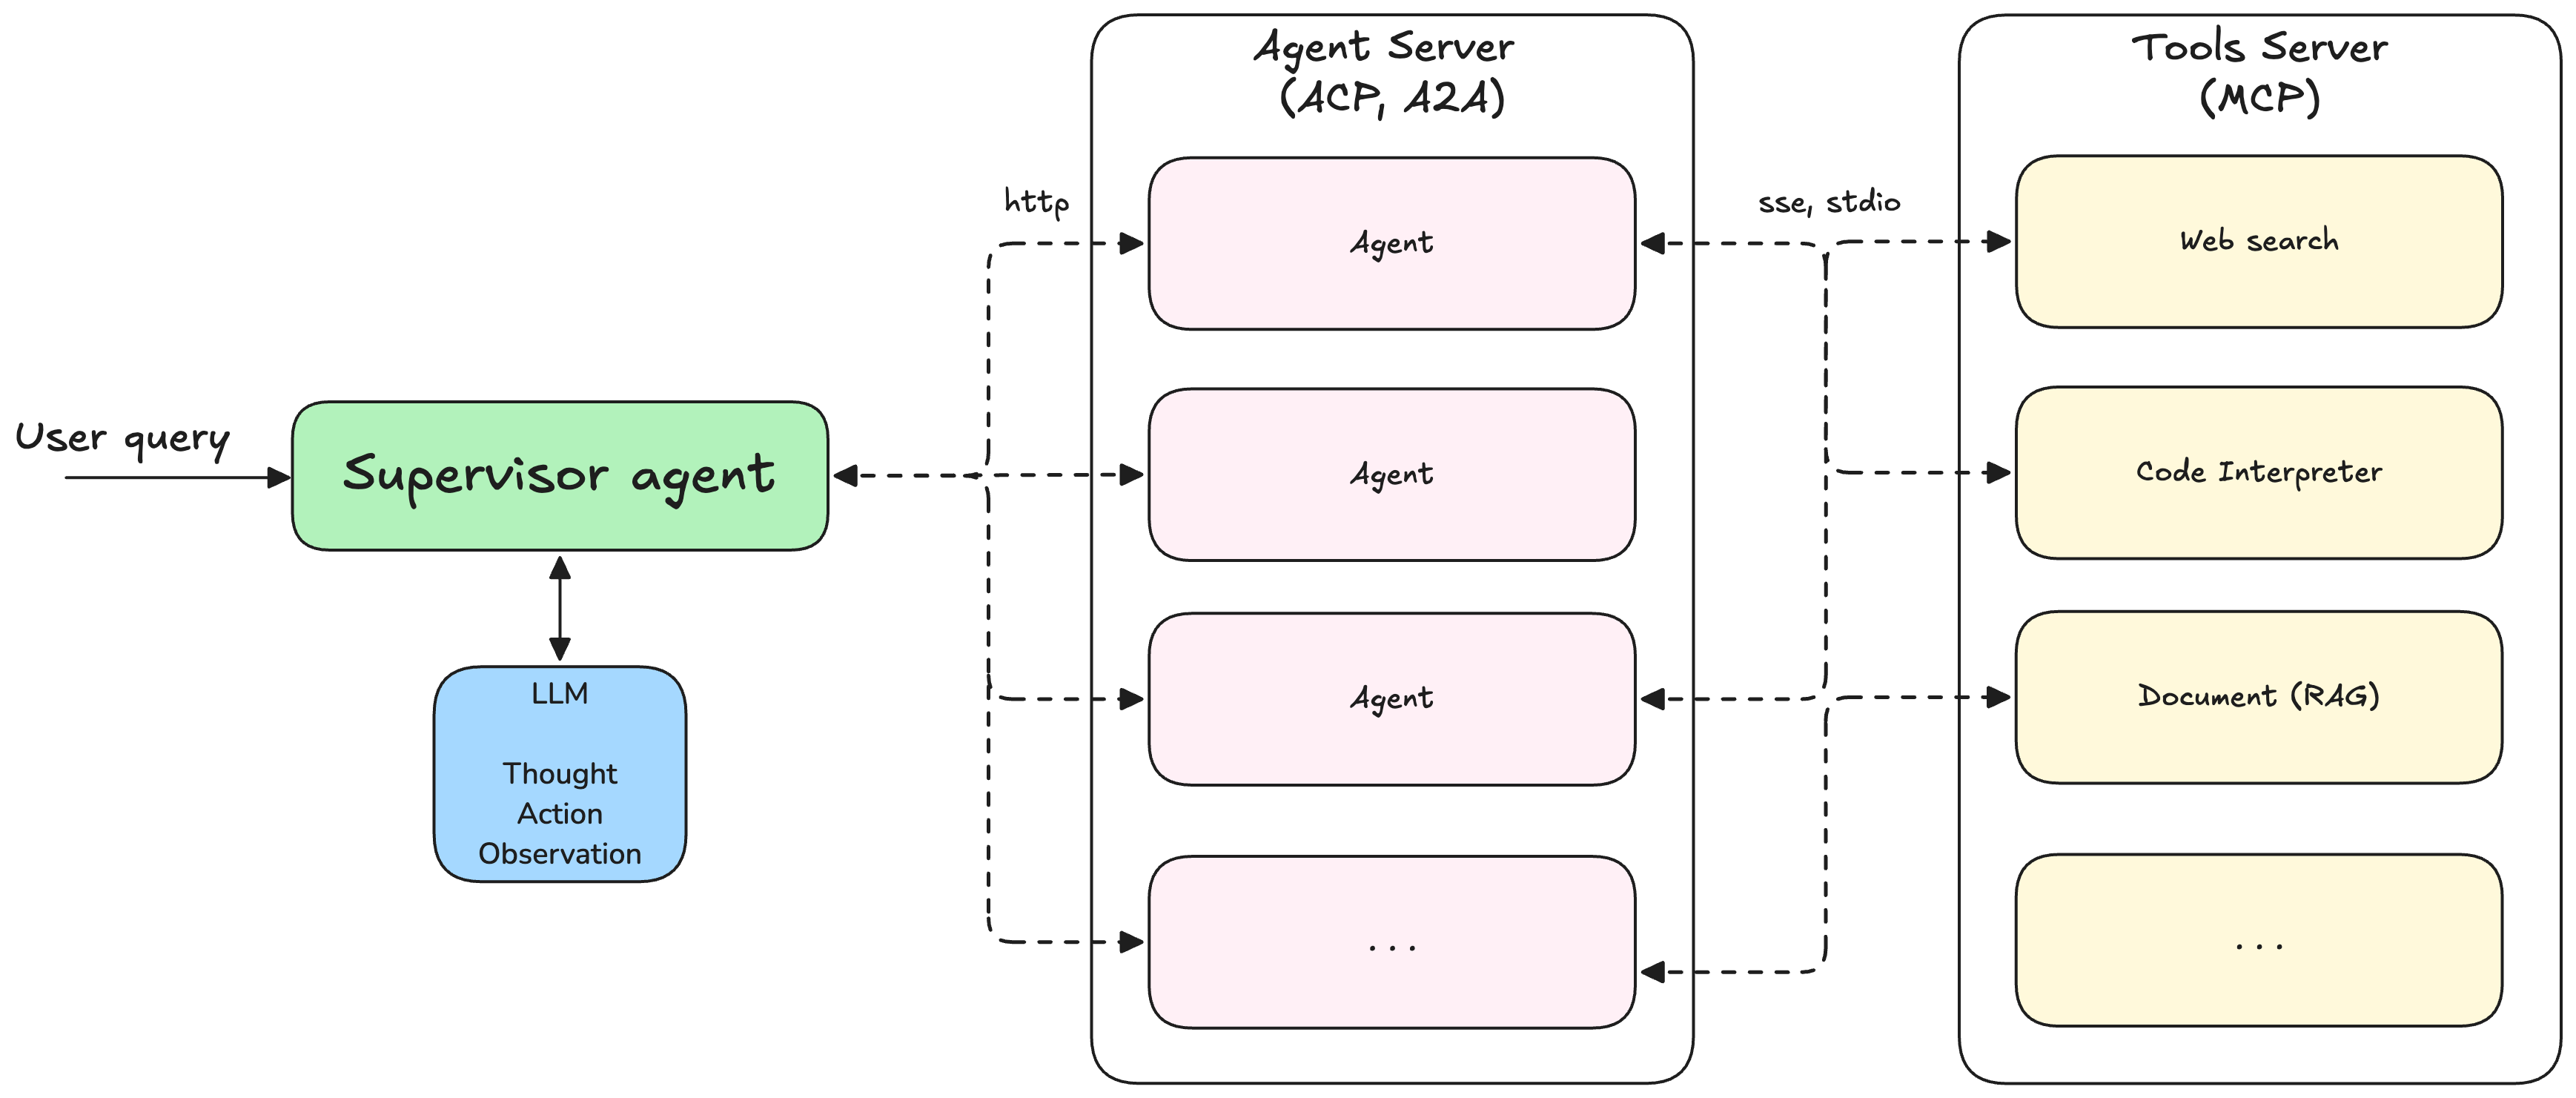 User query
Supervisor agent
LLM
Thought
Action
Observation
http
Agent Server
(ACP, A2A)
Agent
Agent
Agent
...
sse, stdio
Tools Server
(MCP)
Web search
Code Interpreter
Document (RAG)
...